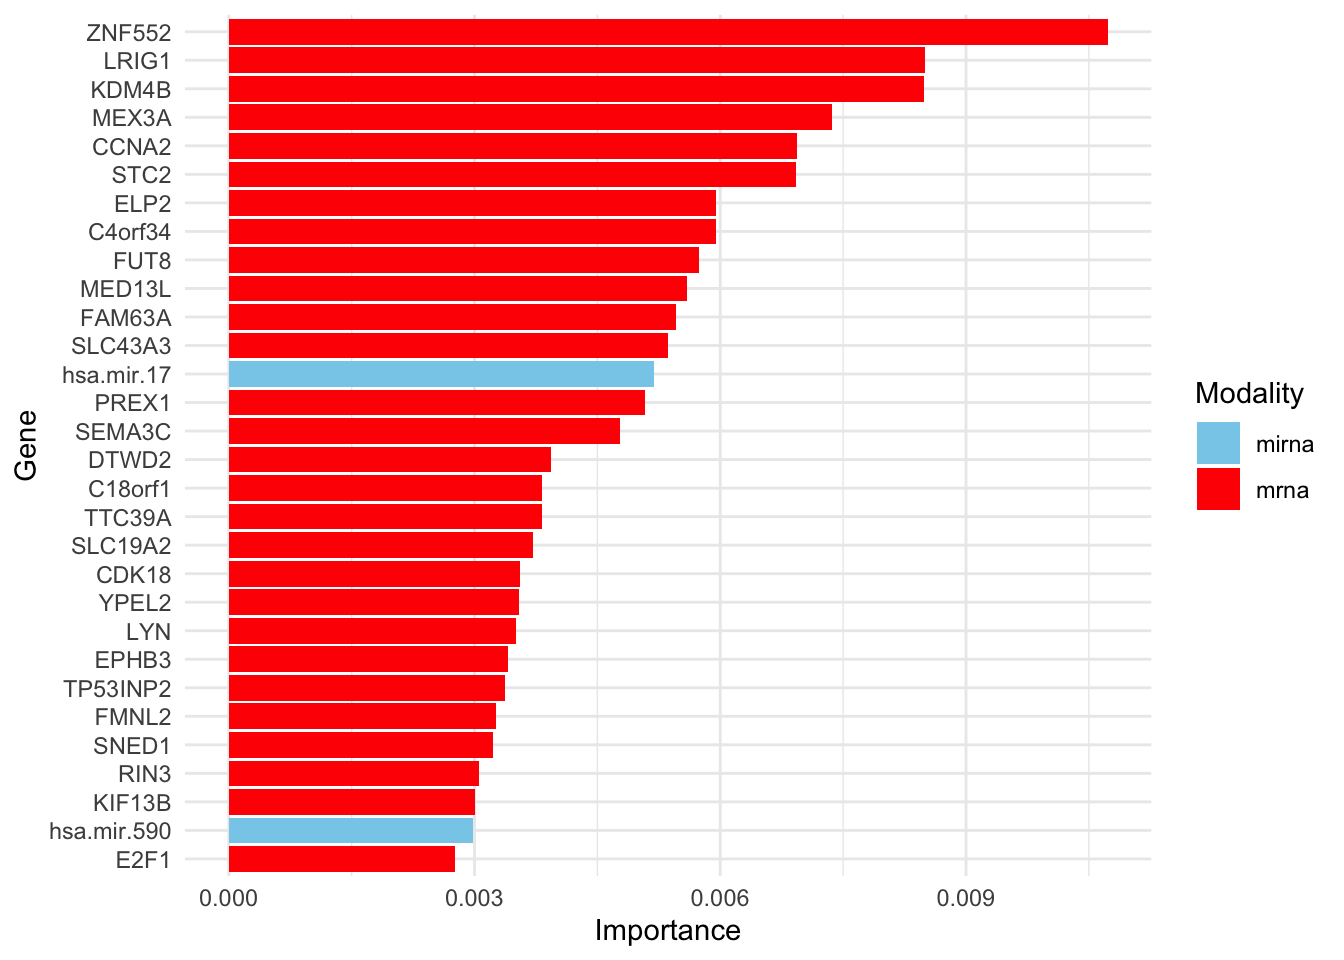 ZNF552
LRIG1
KDM4B
MEX3A
CCNA2
STC2
ELP2
C4orf34
FUT8
MED13L
FAM63A
SLC43A3
hsa.mir.17
PREX1
SEMA3C
DTWD2
C18orf1
TTC39A
SLC19A2
CDK18
YPEL2
LYN
EPHB3
TP53INP2
FMNL2
SNED1
RIN3
KIF13B
hsa.mir.590
E2F1
Gene
0.000 0.003 0.006 0.009
Importance
Modality
mirna
mrna